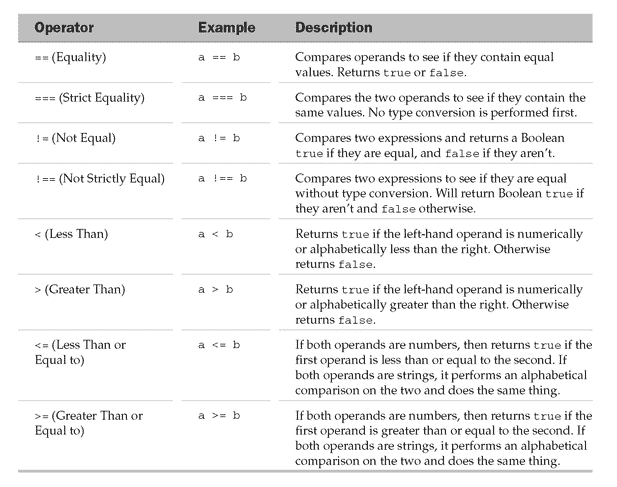 Operator Example Description
== (Equality) a == b Compares operands to see if they contain equal
values. Returns true or false.
=== (Strict Equality) a === b Compares the two operands to see if they contain the
same values. No type conversion is performed first.
!= (Not Equal) a != b Compares two expressions and returns a Boolean
true if they are equal, and false if they aren't.
!== (Not Strictly Equal) a !== b Compares two expressions to see if they are equal
without type conversion. Will return Boolean true if
they aren't and false otherwise.
< (Less Than) a < b Returns true if the left-hand operand is numerically
or alphabetically less than the right. Otherwise
returns false.
> (Greater Than) a > b Returns true if the left-hand operand is numerically
or alphabetically greater than the right. Otherwise
returns false.
<= (Less Than or a <= b If both operands are numbers, then returns true if the
Equal to) first operand is less than or equal to the second. If
both operands are strings, it performs an alphabetical
comparison on the two and does the same thing.
>= (Greater Than or a >= b If both operands are numbers, then returns true if the
Equal to) first operand is greater than or equal to the second. If
both operands are strings, it performs an alphabetical
comparison on the two and does the same thing.